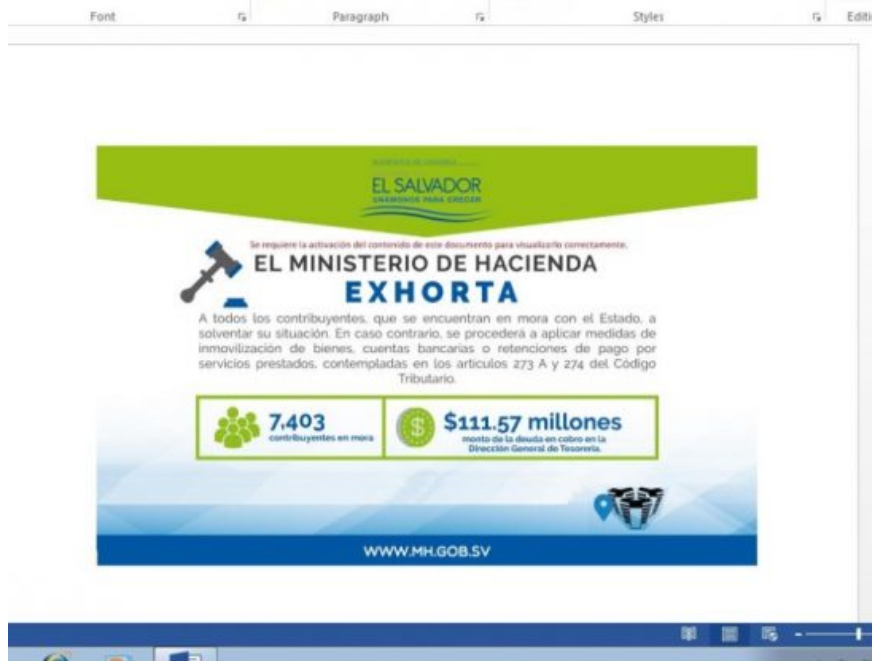 Font
Paragraph
Styles
EL SALVADOR
UNÁMONOS PARA CRECER
Se requiere la activación del contenido de este documento para visualizarlo correctamente.
EL MINISTERIO DE HACIENDA
EXHORTA
A todos los contribuyentes, que se encuentran en mora con el Estado, a
solventar su situación. En caso contrario, se procederá a aplicar medidas de
inmovilización de bienes, cuentas bancarias o retenciones de pago por
servicios prestados, contempladas en los artículos 273 A y 274 del Código
Tributario.
7,403
contribuyentes en mora
$111.57 millones
monto de la deuda en cobro en la
Dirección General de Tesorería.
WWW.MH.GOB.SV